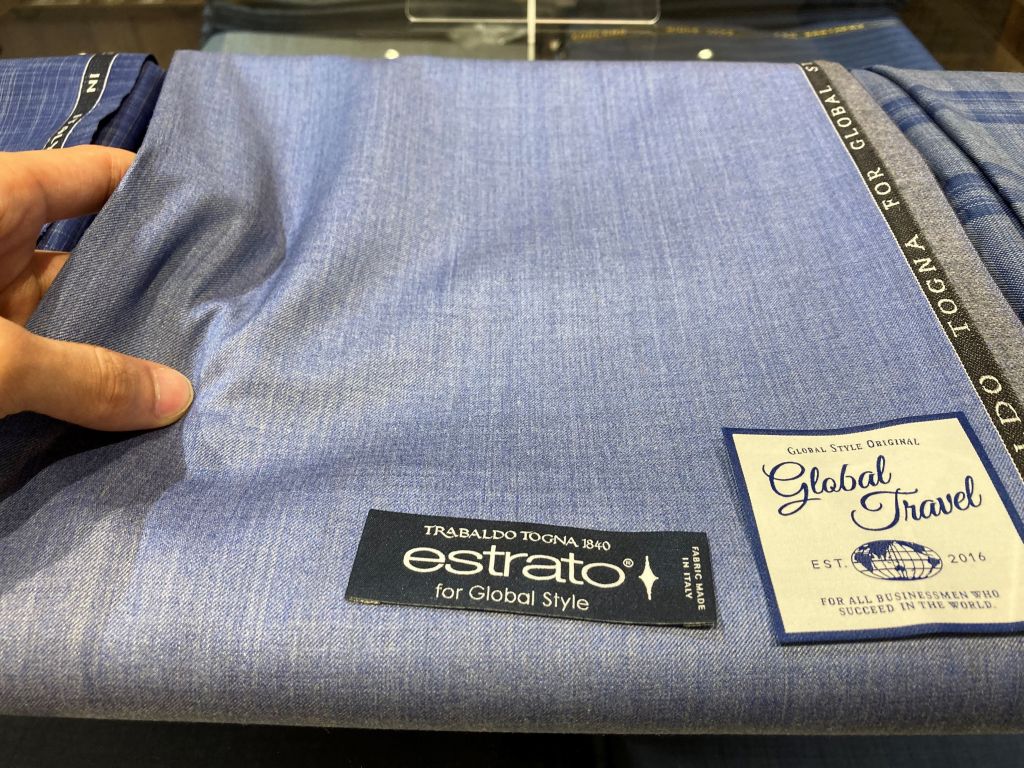 IN
DO TOGNA FOR GLOBAL
GLOBAL STYLE ORIGINAL
Global
Travel
EST. 2016
FOR ALL BUSINESSMEN WHO
SUCCEED IN THE WORLD.
TRABALDO TOGNA 1840
estrato®
for Global Style
FABRIC MADE
IN ITALY